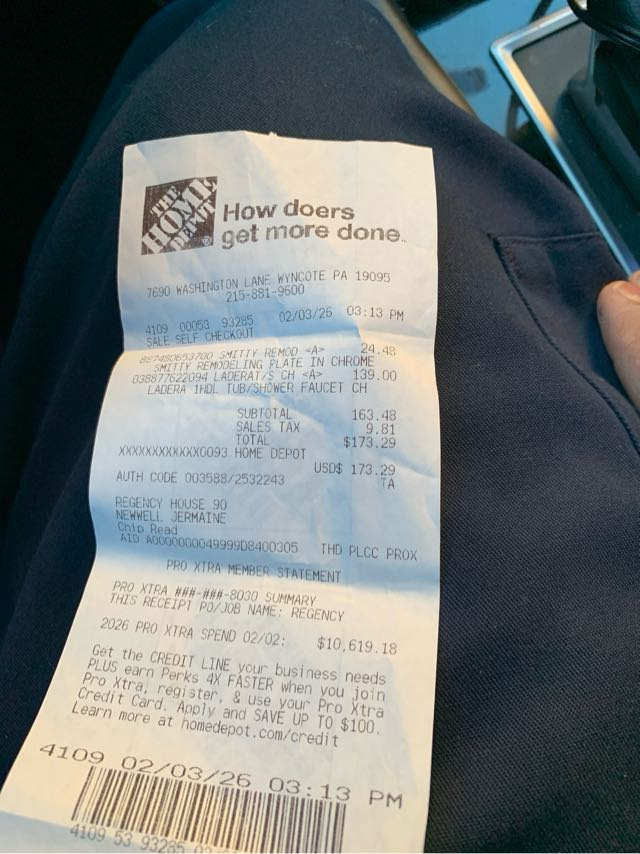 THE
HOME
DEPOT®
How doers
get more done™
7690 WASHINGTON LANE WYNCOTE PA 19095
215-881-9600
4109 00053 93285 02/03/26 03:13 PM
SALE SELF CHECKOUT
887480653700 SMITTY REMOD <A> 24.48
SMITTY REMODELING PLATE IN CHROME
038877622094 LADERAT/S CH <A> 139.00
LADERA 1HDL TUB/SHOWER FAUCET CH
SUBTOTAL 163.48
SALES TAX 9.81
TOTAL $173.29
XXXXXXXXXXXX0093 HOME DEPOT
USD$ 173.29
AUTH CODE 003588/2532243 TA
REGENCY HOUSE 90
NEWWELL JERMAINE
Chip Read
AID A0000000049999D8400305 THD PLCC PROX
PRO XTRA MEMBER STATEMENT
PRO XTRA ###-###-8030 SUMMARY
THIS RECEIPT PO/JOB NAME: REGENCY
2026 PRO XTRA SPEND 02/02: $10,619.18
Get the CREDIT LINE your business needs
PLUS earn Perks 4X FASTER when you join
Pro Xtra, register, & use your Pro Xtra
Credit Card. Apply and SAVE UP TO $100.
Learn more at homedepot.com/credit
4109 02/03/26 03:13 PM
4109 53 93285